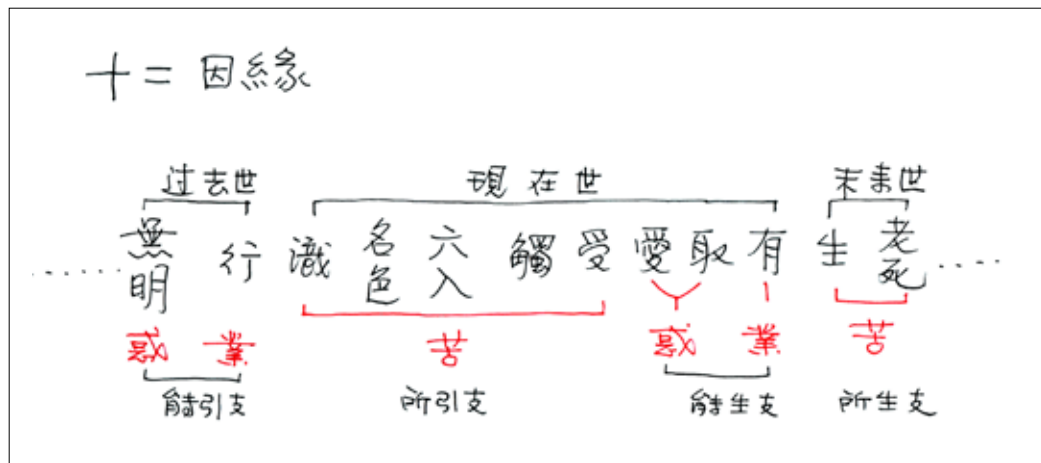 十二因緣
过去世 現在世 未来世
無明 行 識 名色 六入 觸 受 愛 取 有 生 老死
惑 業 苦 惑 業 苦
能引支 所引支 能生支 所生支